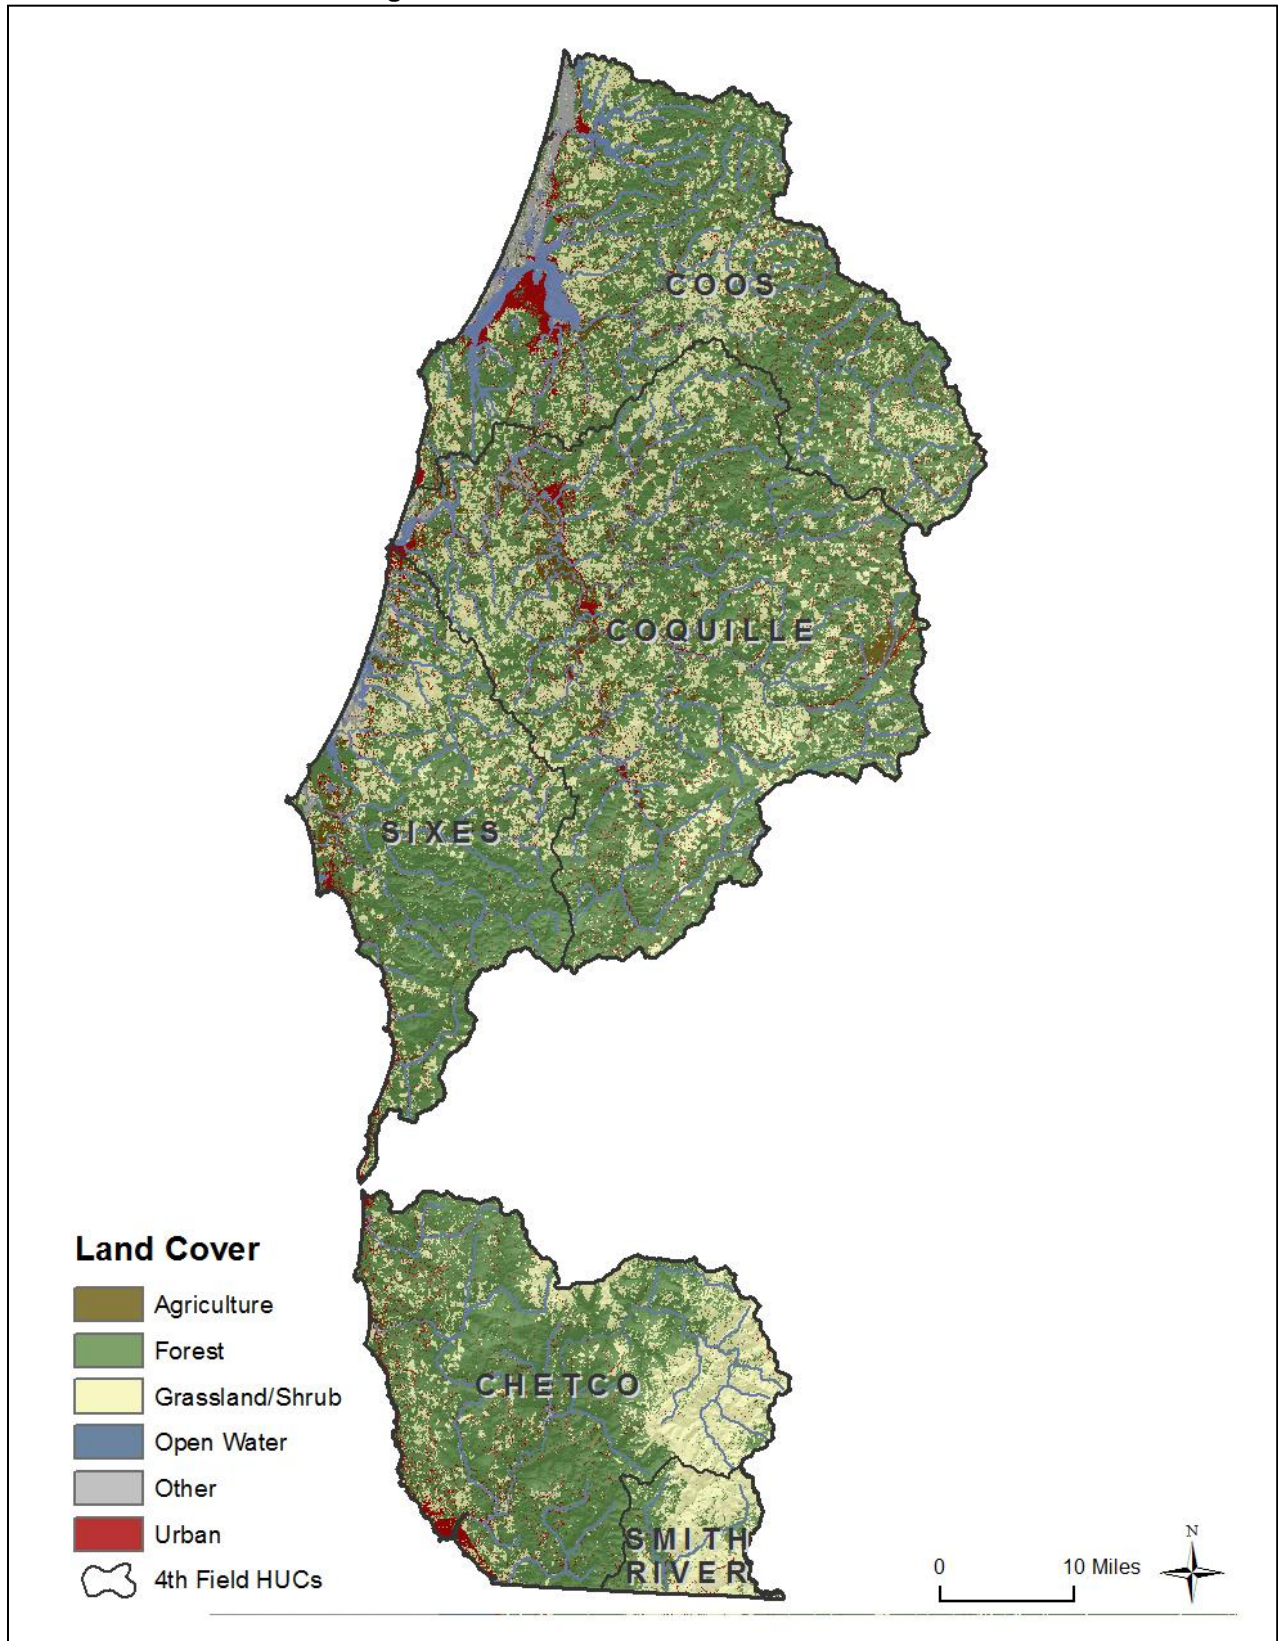 COOS
COQUILLE
SIXES
CHETCO
SMITH
RIVER
Land Cover
Agriculture
Forest
Grassland/Shrub
Open Water
Other
Urban
4th Field HUCs
0 10 Miles
N